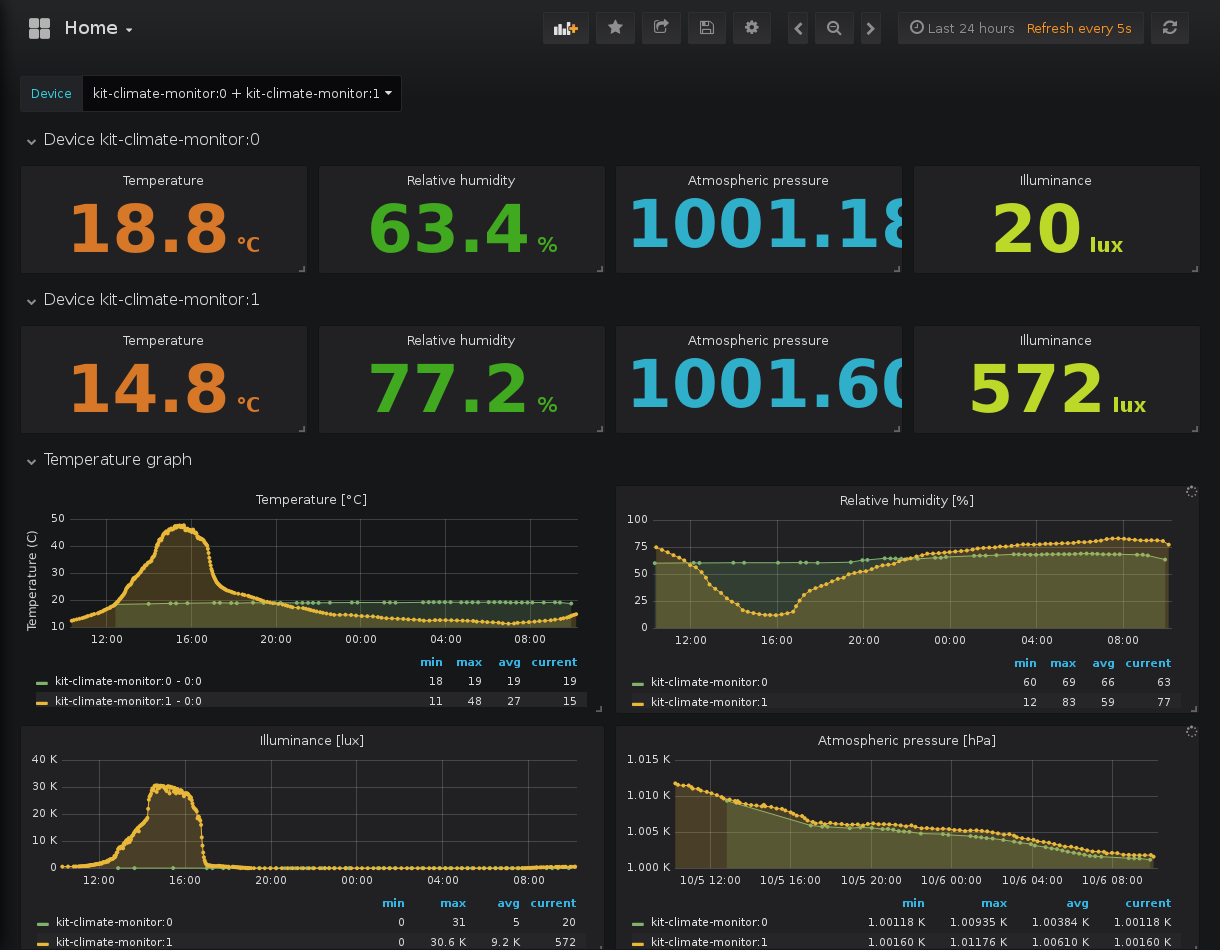 Home
Last 24 hours Refresh every 5s
Device kit-climate-monitor:0 + kit-climate-monitor:1
Device kit-climate-monitor:0
Temperature Relative humidity Atmospheric pressure Illuminance
18.8 °C 63.4 % 1001.18 20 lux
Device kit-climate-monitor:1
Temperature Relative humidity Atmospheric pressure Illuminance
14.8 °C 77.2 % 1001.60 572 lux
Temperature graph
Temperature [°C]
Temperature (C)
50
40
30
20
10
12:00 16:00 20:00 00:00 04:00 08:00
min max avg current
kit-climate-monitor:0 - 0:0 18 19 19 19
kit-climate-monitor:1 - 0:0 11 48 27 15
Relative humidity [%]
100
75
50
25
0
12:00 16:00 20:00 00:00 04:00 08:00
min max avg current
kit-climate-monitor:0 60 69 66 63
kit-climate-monitor:1 12 83 59 77
Illuminance [lux]
40 K
30 K
20 K
10 K
0
12:00 16:00 20:00 00:00 04:00 08:00
min max avg current
kit-climate-monitor:0 0 31 5 20
kit-climate-monitor:1 0 30.6 K 9.2 K 572
Atmospheric pressure [hPa]
1.015 K
1.010 K
1.005 K
1.000 K
10/5 12:00 10/5 16:00 10/5 20:00 10/6 00:00 10/6 04:00 10/6 08:00
min max avg current
kit-climate-monitor:0 1.00118 K 1.00935 K 1.00384 K 1.00118 K
kit-climate-monitor:1 1.00160 K 1.01176 K 1.00610 K 1.00160 K